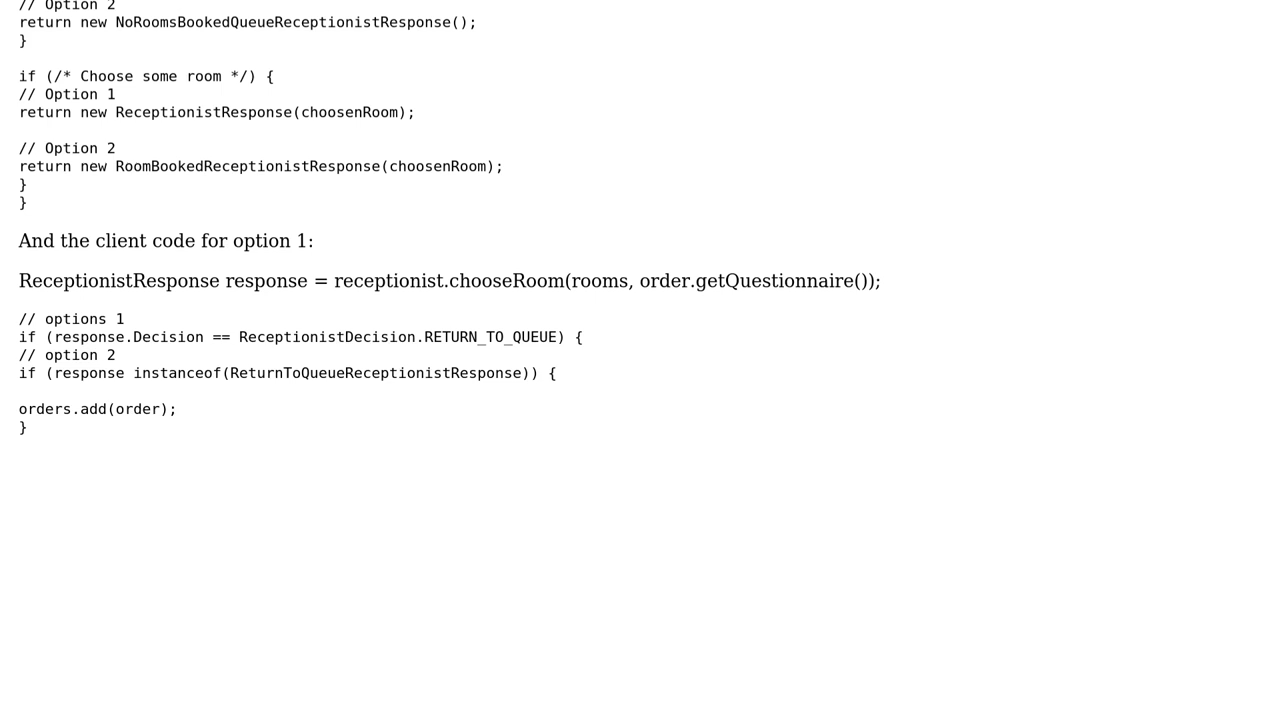 // Option 2
return new NoRoomsBookedQueueReceptionistResponse();
}
if (/* Choose some room */) {
// Option 1
return new ReceptionistResponse(choosenRoom);
// Option 2
return new RoomBookedReceptionistResponse(choosenRoom);
}
}
And the client code for option 1:
ReceptionistResponse response = receptionist.chooseRoom(rooms, order.getQuestionnaire());
// options 1
if (response.Decision == ReceptionistDecision.RETURN_TO_QUEUE) {
// option 2
if (response instanceof(ReturnToQueueReceptionistResponse)) {
orders.add(order);
}